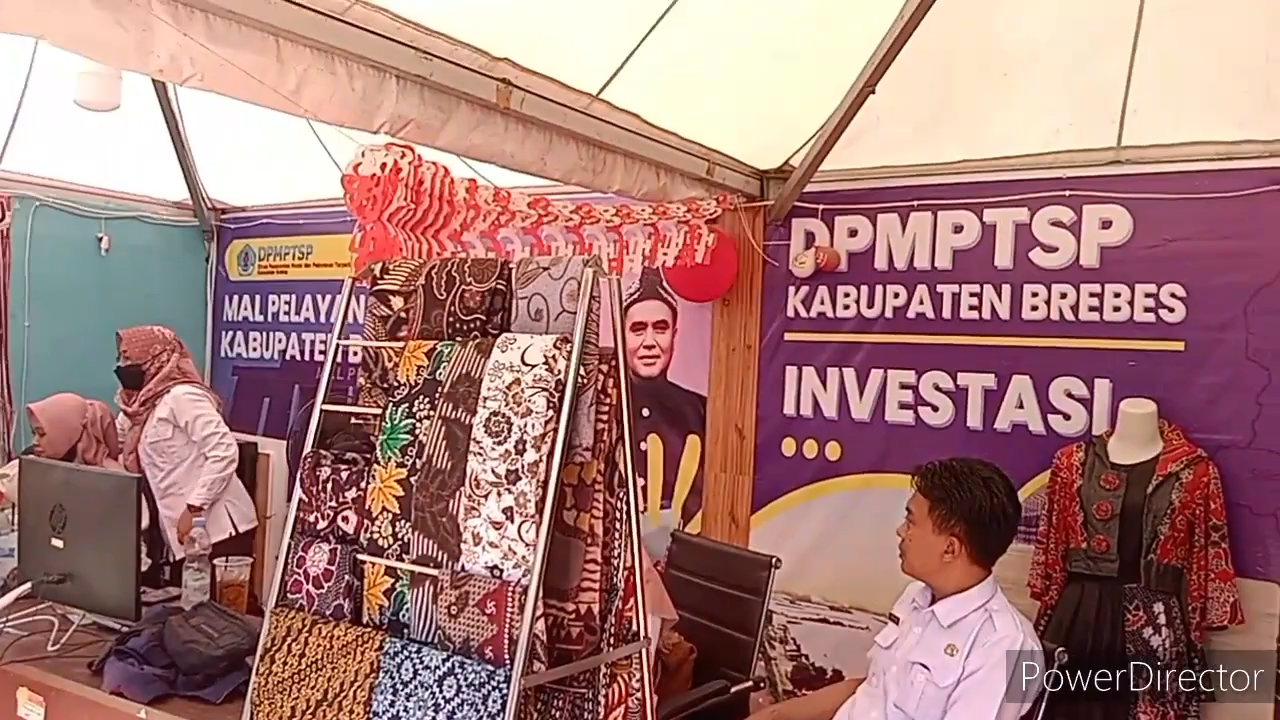 DPMPTSP
MAL PELAYAN
KABUPATEN B
DPMPTSP
KABUPATEN BREBES
INVESTASI
PowerDirector